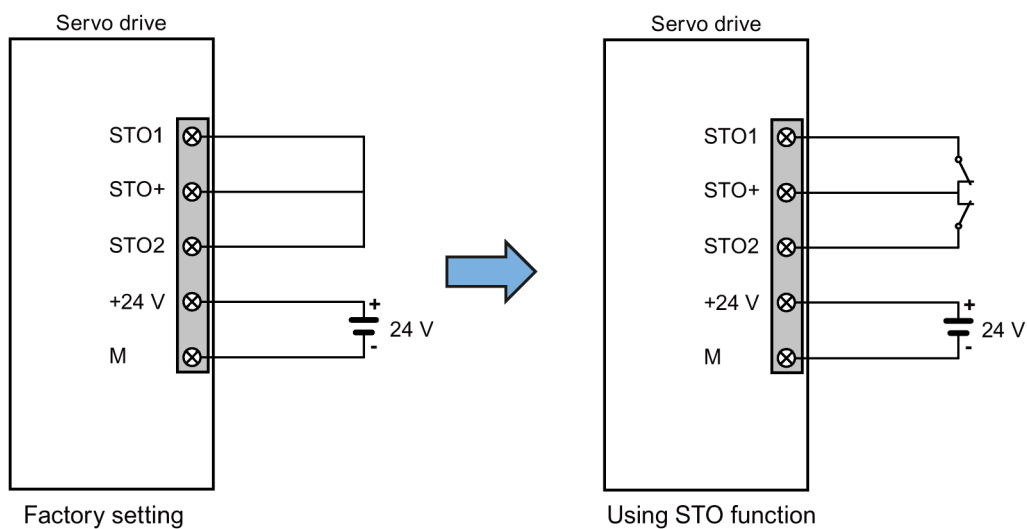 Servo drive
STO1
STO+
STO2
+24 V
M
+
-
24 V
Factory setting
Servo drive
STO1
STO+
STO2
+24 V
M
+
-
24 V
Using STO function